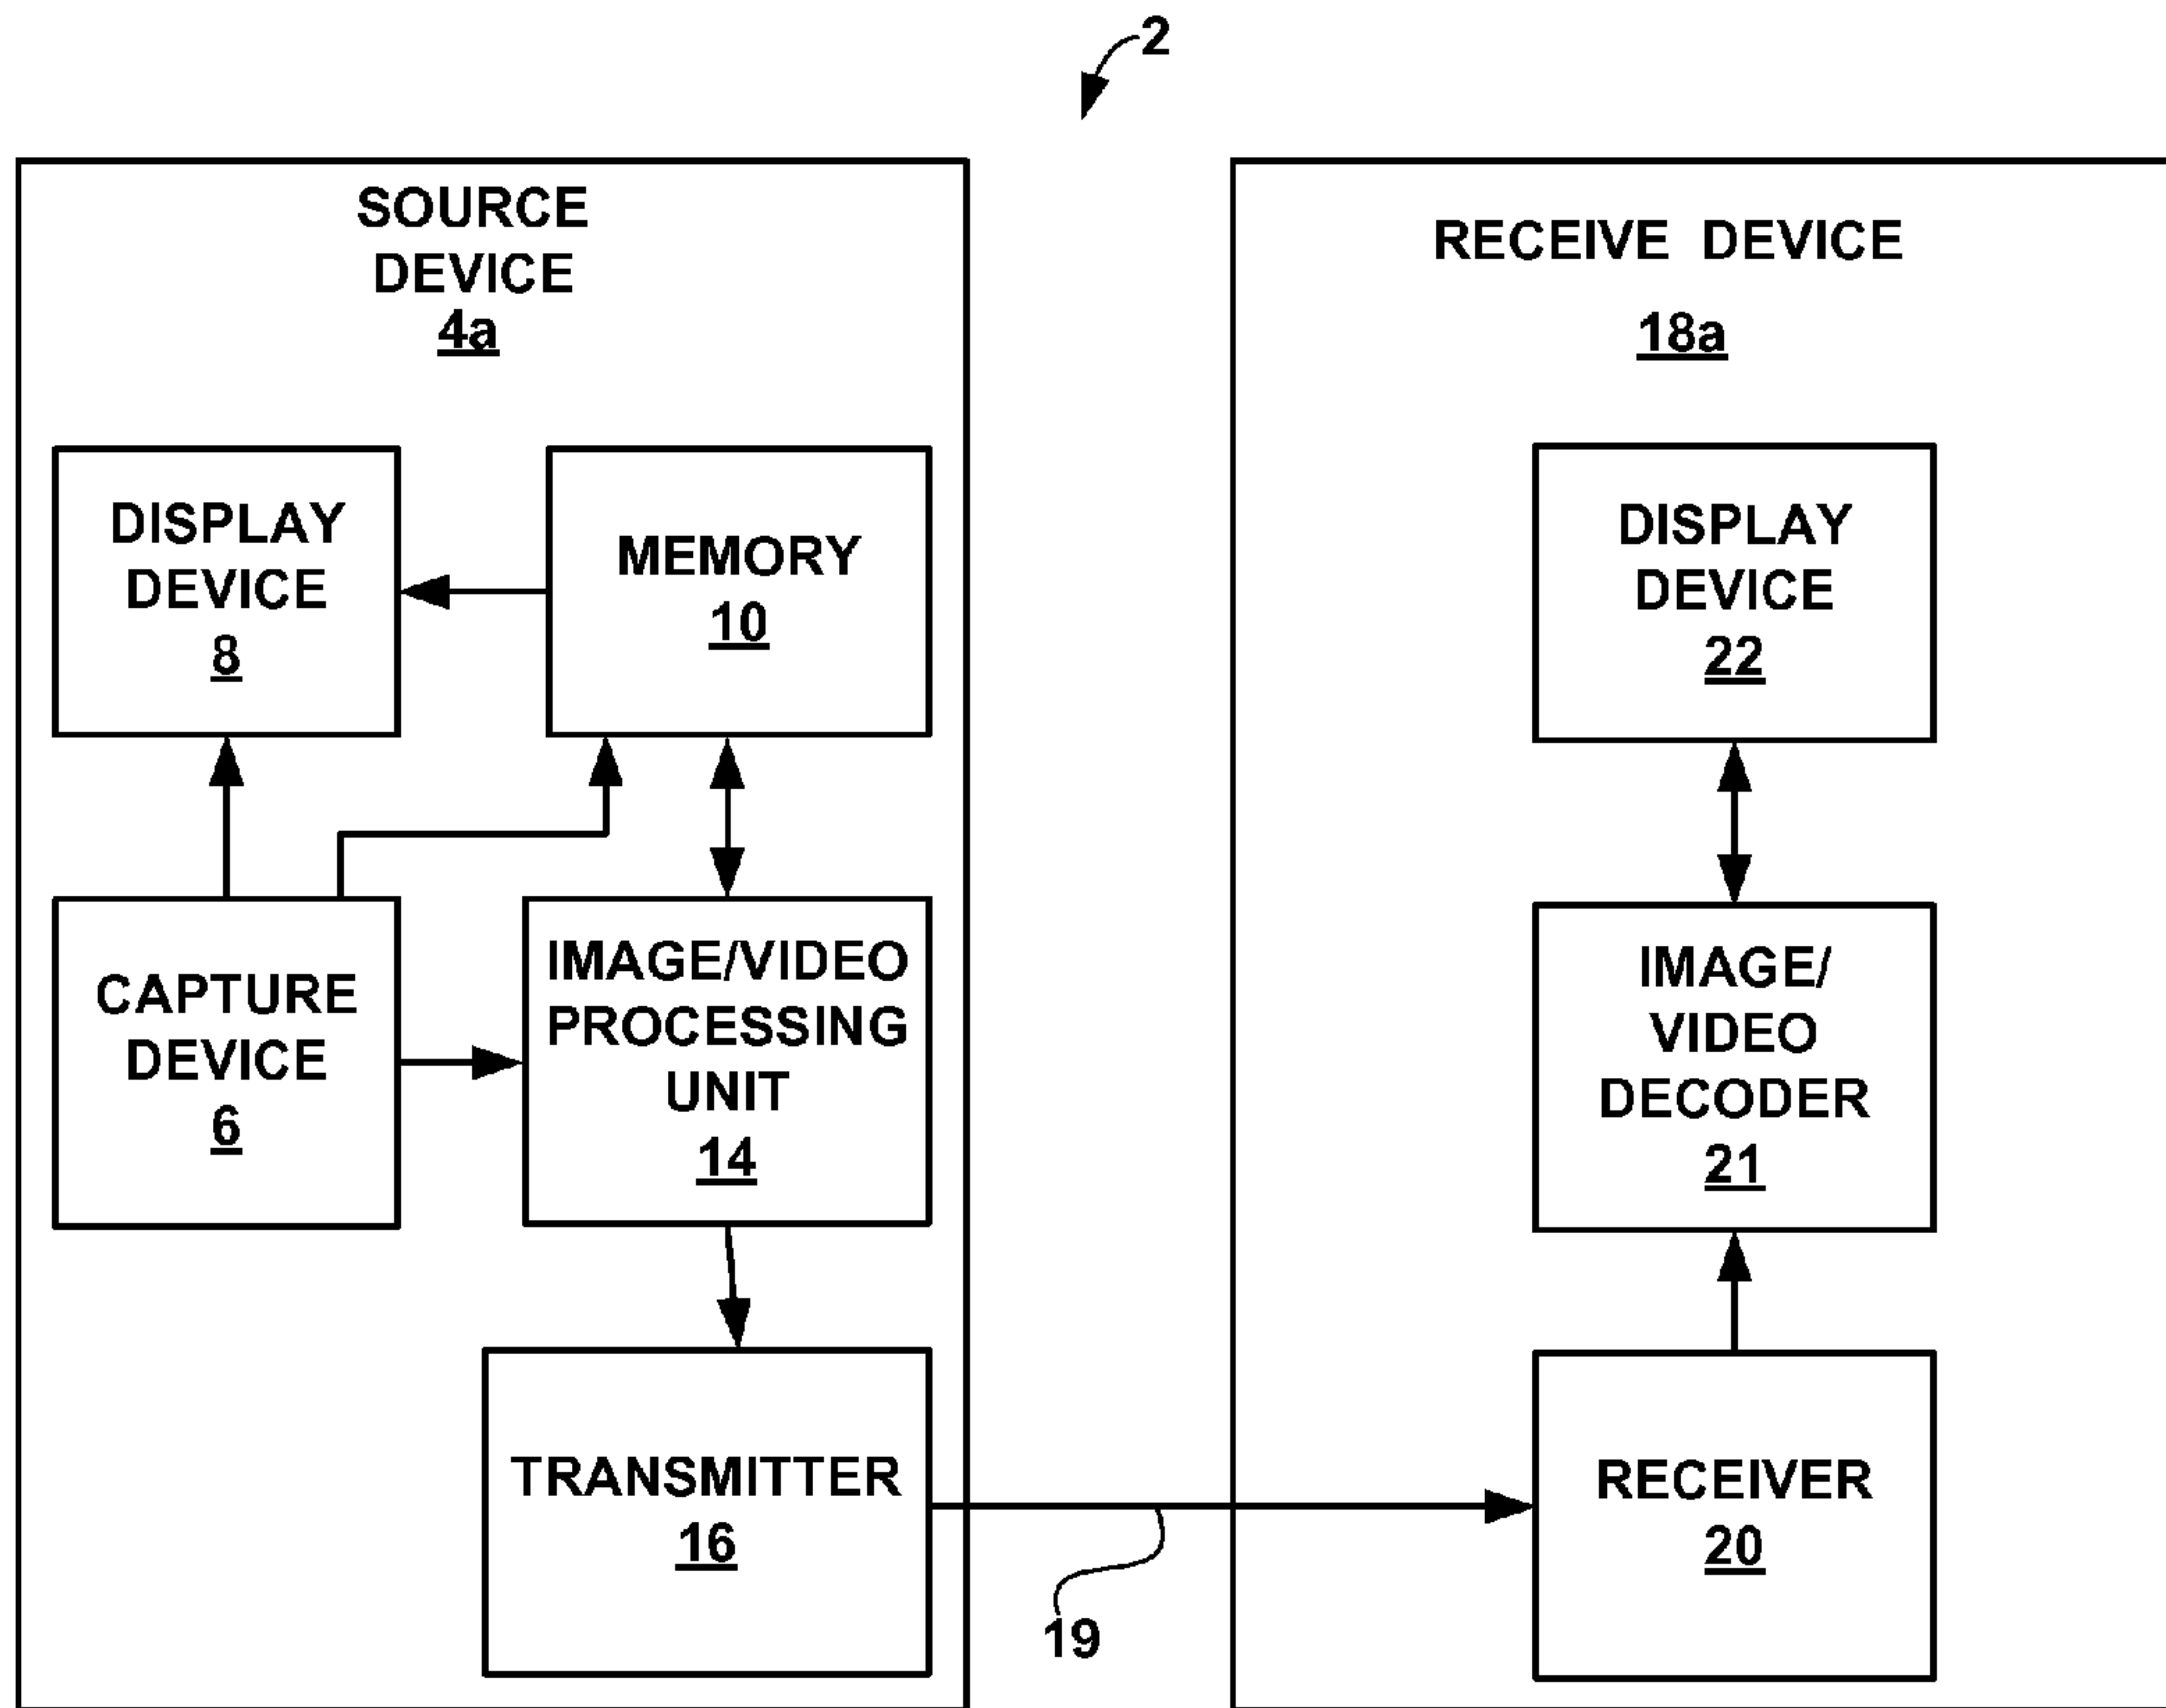 2
SOURCE
DEVICE
4a
DISPLAY
DEVICE
8
MEMORY
10
CAPTURE
DEVICE
6
IMAGE/VIDEO
PROCESSING
UNIT
14
TRANSMITTER
16
19
RECEIVE DEVICE
18a
DISPLAY
DEVICE
22
IMAGE/
VIDEO
DECODER
21
RECEIVER
20